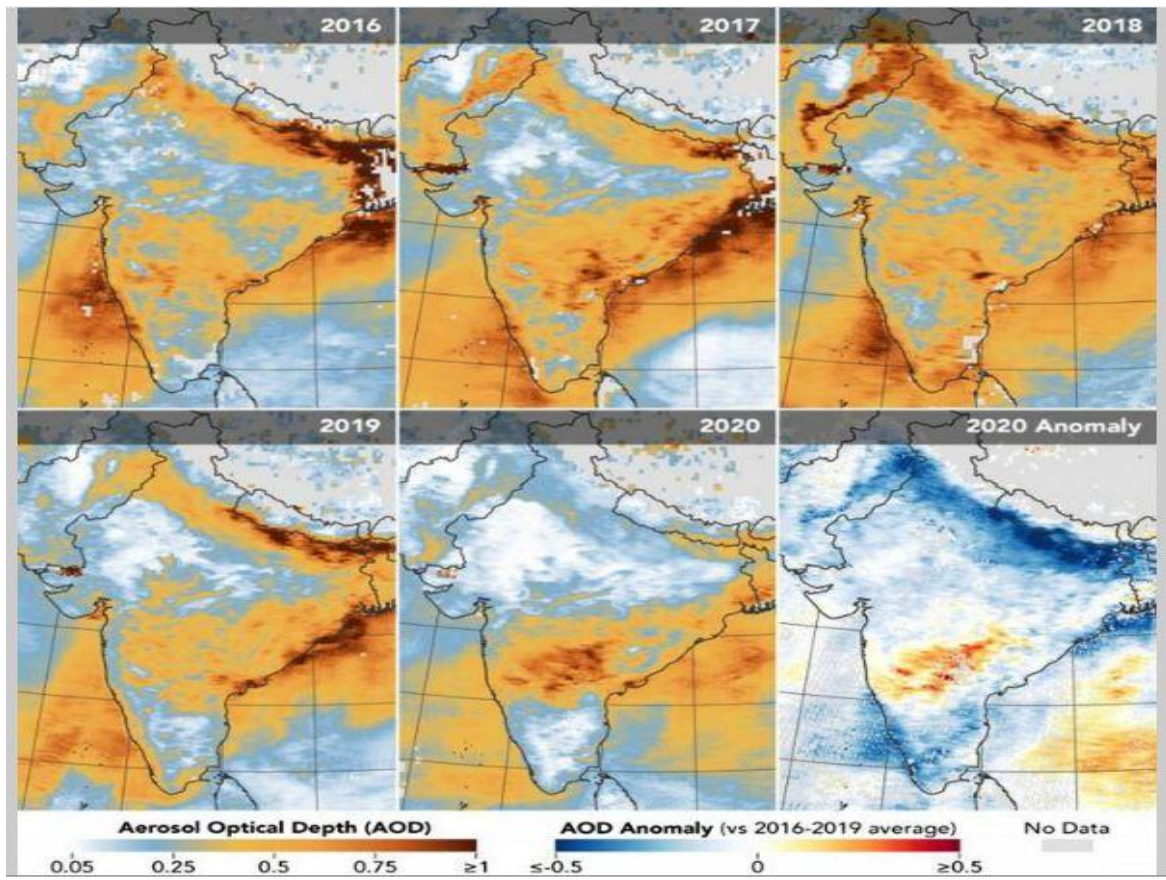 2016
2017
2018
2019
2020
2020 Anomaly
Aerosol Optical Depth (AOD)
0.05 0.25 0.5 0.75 ≥1
AOD Anomaly (vs 2016-2019 average)
≤-0.5 0 ≥0.5
No Data